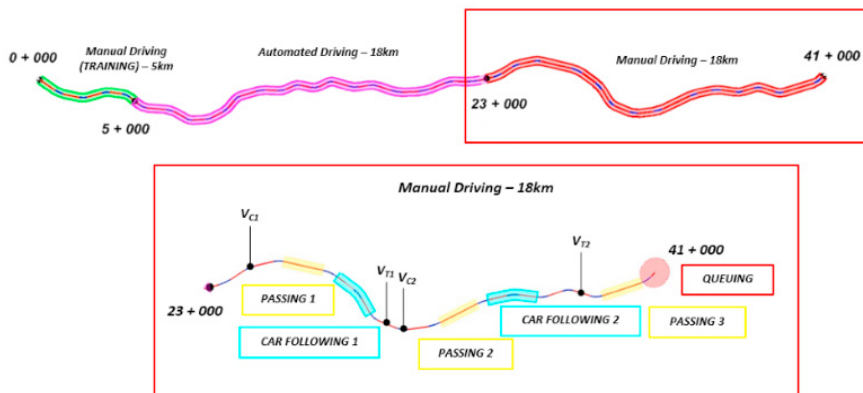 0 + 000
Manual Driving
(TRAINING) – 5km
5 + 000
Automated Driving – 18km
23 + 000
Manual Driving – 18km
41 + 000
Manual Driving – 18km
VC1
VT1
VC2
VT2
41 + 000
23 + 000
PASSING 1
CAR FOLLOWING 1
PASSING 2
CAR FOLLOWING 2
PASSING 3
QUEUING